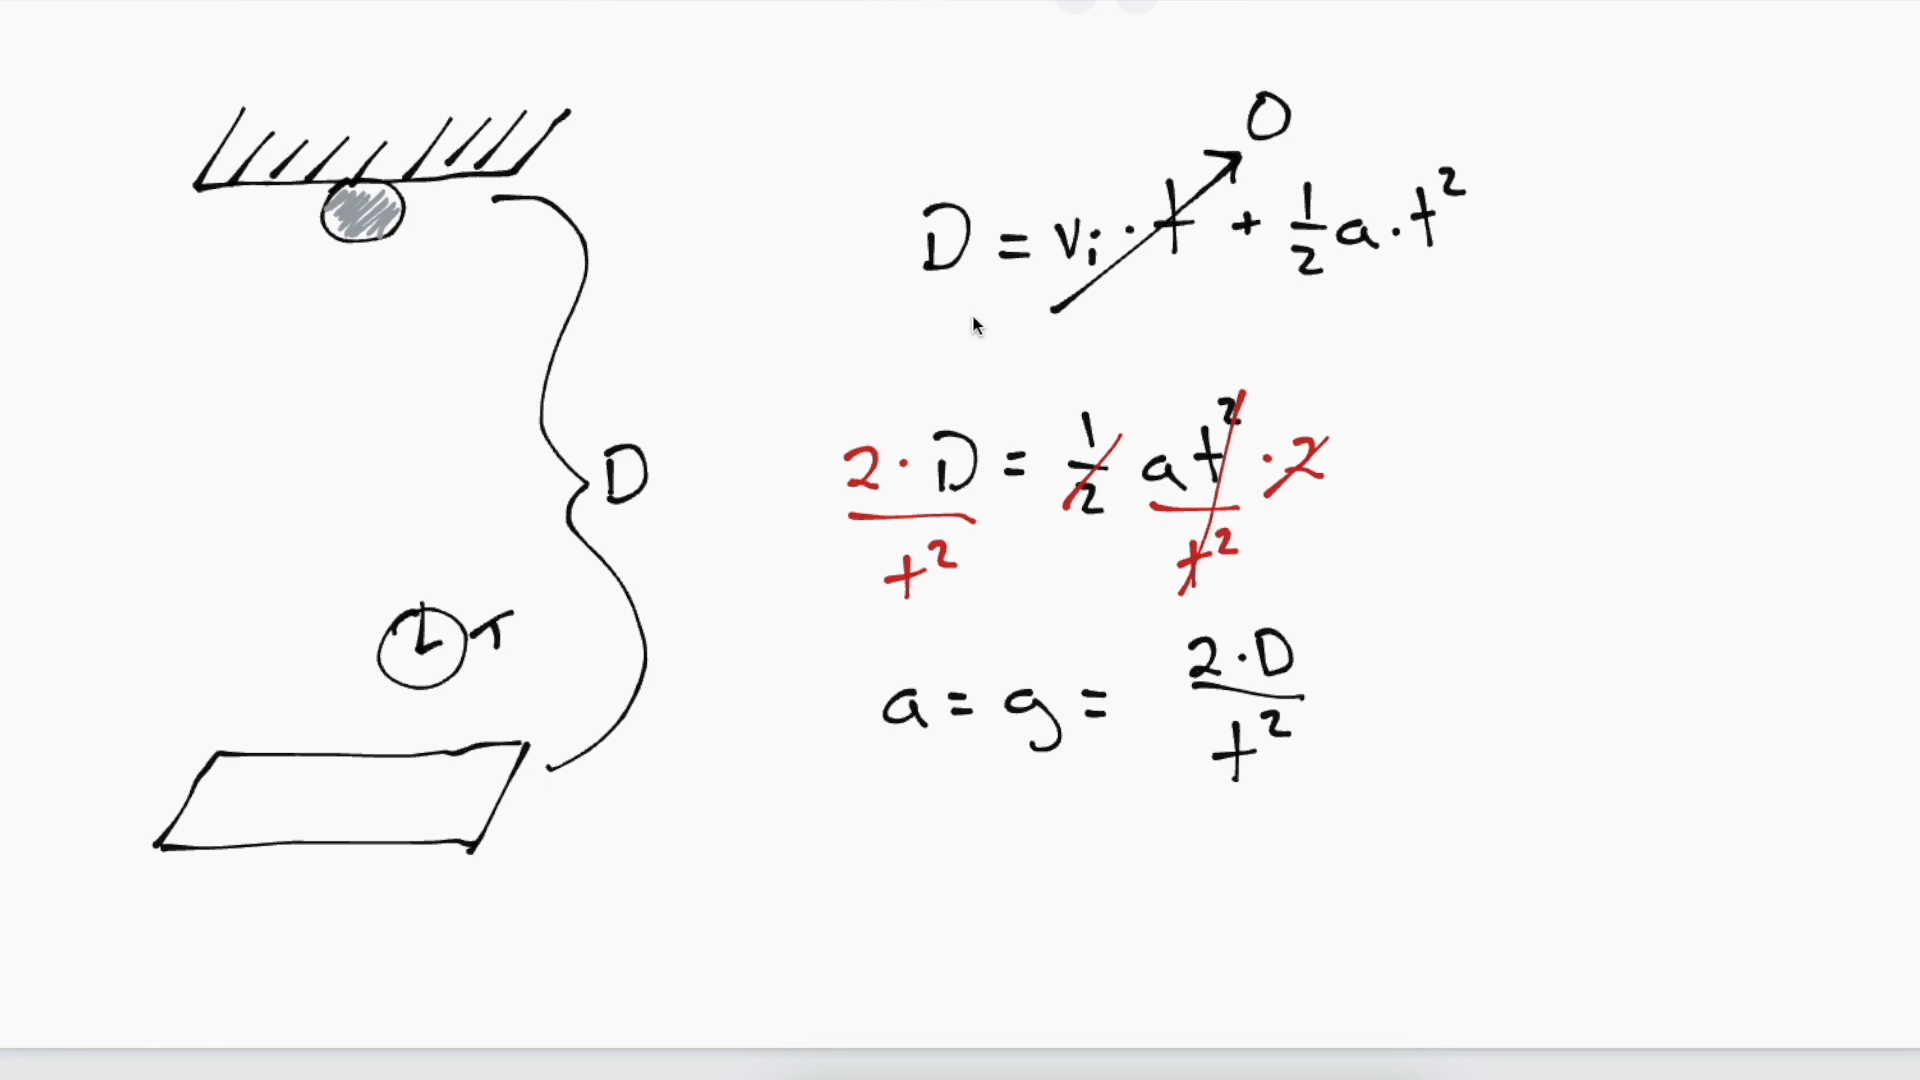 0
D = vi · t + 1/2 a · t²
D
2 · D = 1/2 a t² · 2
t² t²
T
a = g = 2 · D / t²